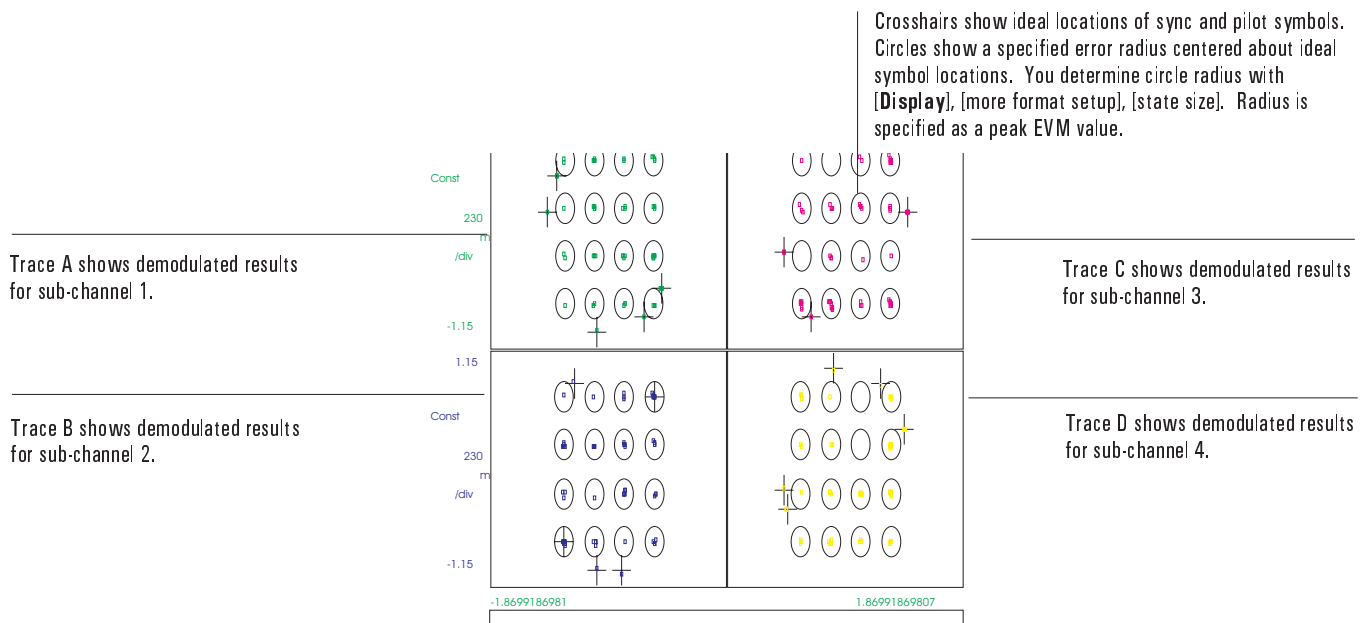 Crosshairs show ideal locations of sync and pilot symbols.
Circles show a specified error radius centered about ideal
symbol locations. You determine circle radius with
[Display], [more format setup], [state size]. Radius is
specified as a peak EVM value.
Const
230
m
/div
-1.15
Trace A shows demodulated results
for sub-channel 1.
Trace C shows demodulated results
for sub-channel 3.
1.15
Const
230
m
/div
-1.15
Trace B shows demodulated results
for sub-channel 2.
Trace D shows demodulated results
for sub-channel 4.
-1.8699186981
1.86991869807